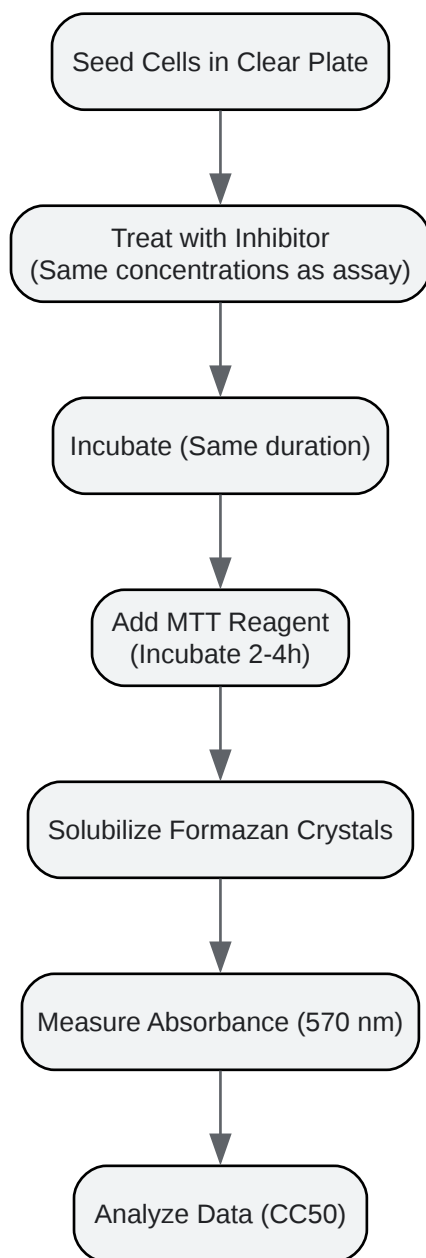 Seed Cells in Clear Plate
Treat with Inhibitor
(Same concentrations as assay)
Incubate (Same duration)
Add MTT Reagent
(Incubate 2-4h)
Solubilize Formazan Crystals
Measure Absorbance (570 nm)
Analyze Data (CC50)